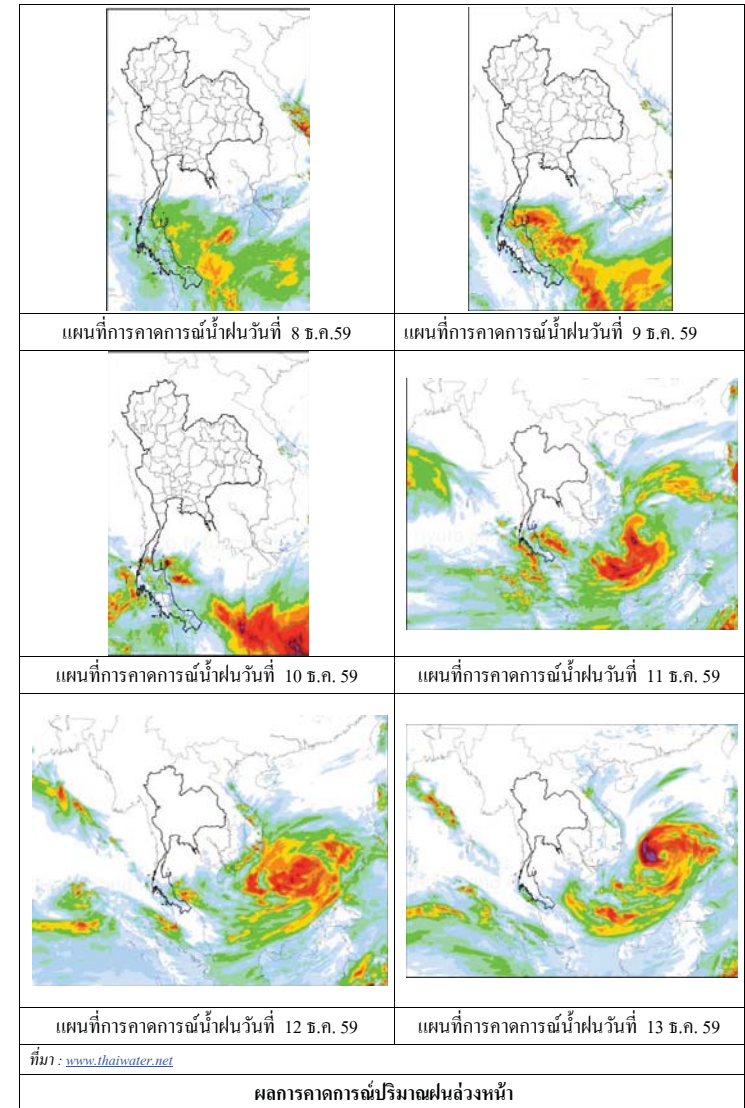 แผนที่การคาดการณ์น้ำฝนวันที่ 8 ธ.ค.59
แผนที่การคาดการณ์น้ำฝนวันที่ 9 ธ.ค. 59
แผนที่การคาดการณ์น้ำฝนวันที่ 10 ธ.ค. 59
แผนที่การคาดการณ์น้ำฝนวันที่ 11 ธ.ค. 59
แผนที่การคาดการณ์น้ำฝนวันที่ 12 ธ.ค. 59
แผนที่การคาดการณ์น้ำฝนวันที่ 13 ธ.ค. 59
ที่มา : www.thaiwater.net
ผลการคาดการณ์ปริมาณฝนล่วงหน้า